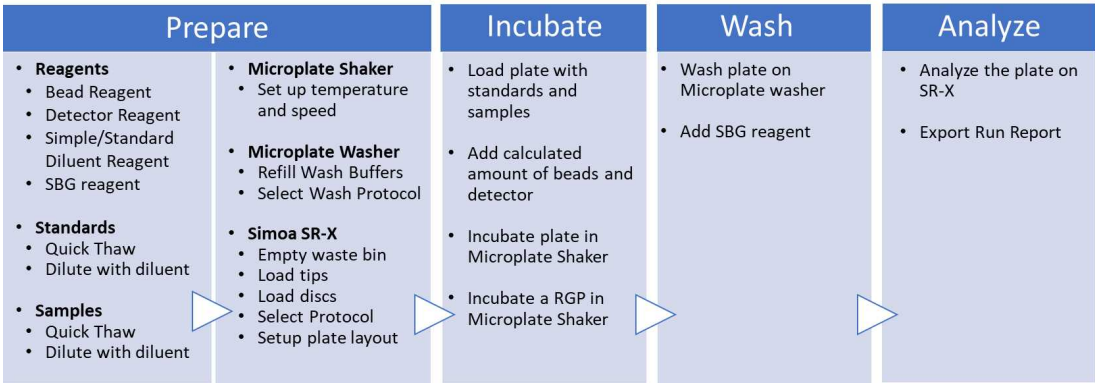 Prepare
• Reagents
• Bead Reagent
• Detector Reagent
• Simple/Standard
Diluent Reagent
• SBG reagent
• Standards
• Quick Thaw
• Dilute with diluent
• Samples
• Quick Thaw
• Dilute with diluent
• Microplate Shaker
• Set up temperature
and speed
• Microplate Washer
• Refill Wash Buffers
• Select Wash Protocol
• Simoa SR-X
• Empty waste bin
• Load tips
• Load discs
• Select Protocol
• Setup plate layout
Incubate
• Load plate with
standards and
samples
• Add calculated
amount of beads and
detector
• Incubate plate in
Microplate Shaker
• Incubate a RGP in
Microplate Shaker
Wash
• Wash plate on
Microplate washer
• Add SBG reagent
Analyze
• Analyze the plate on
SR-X
• Export Run Report